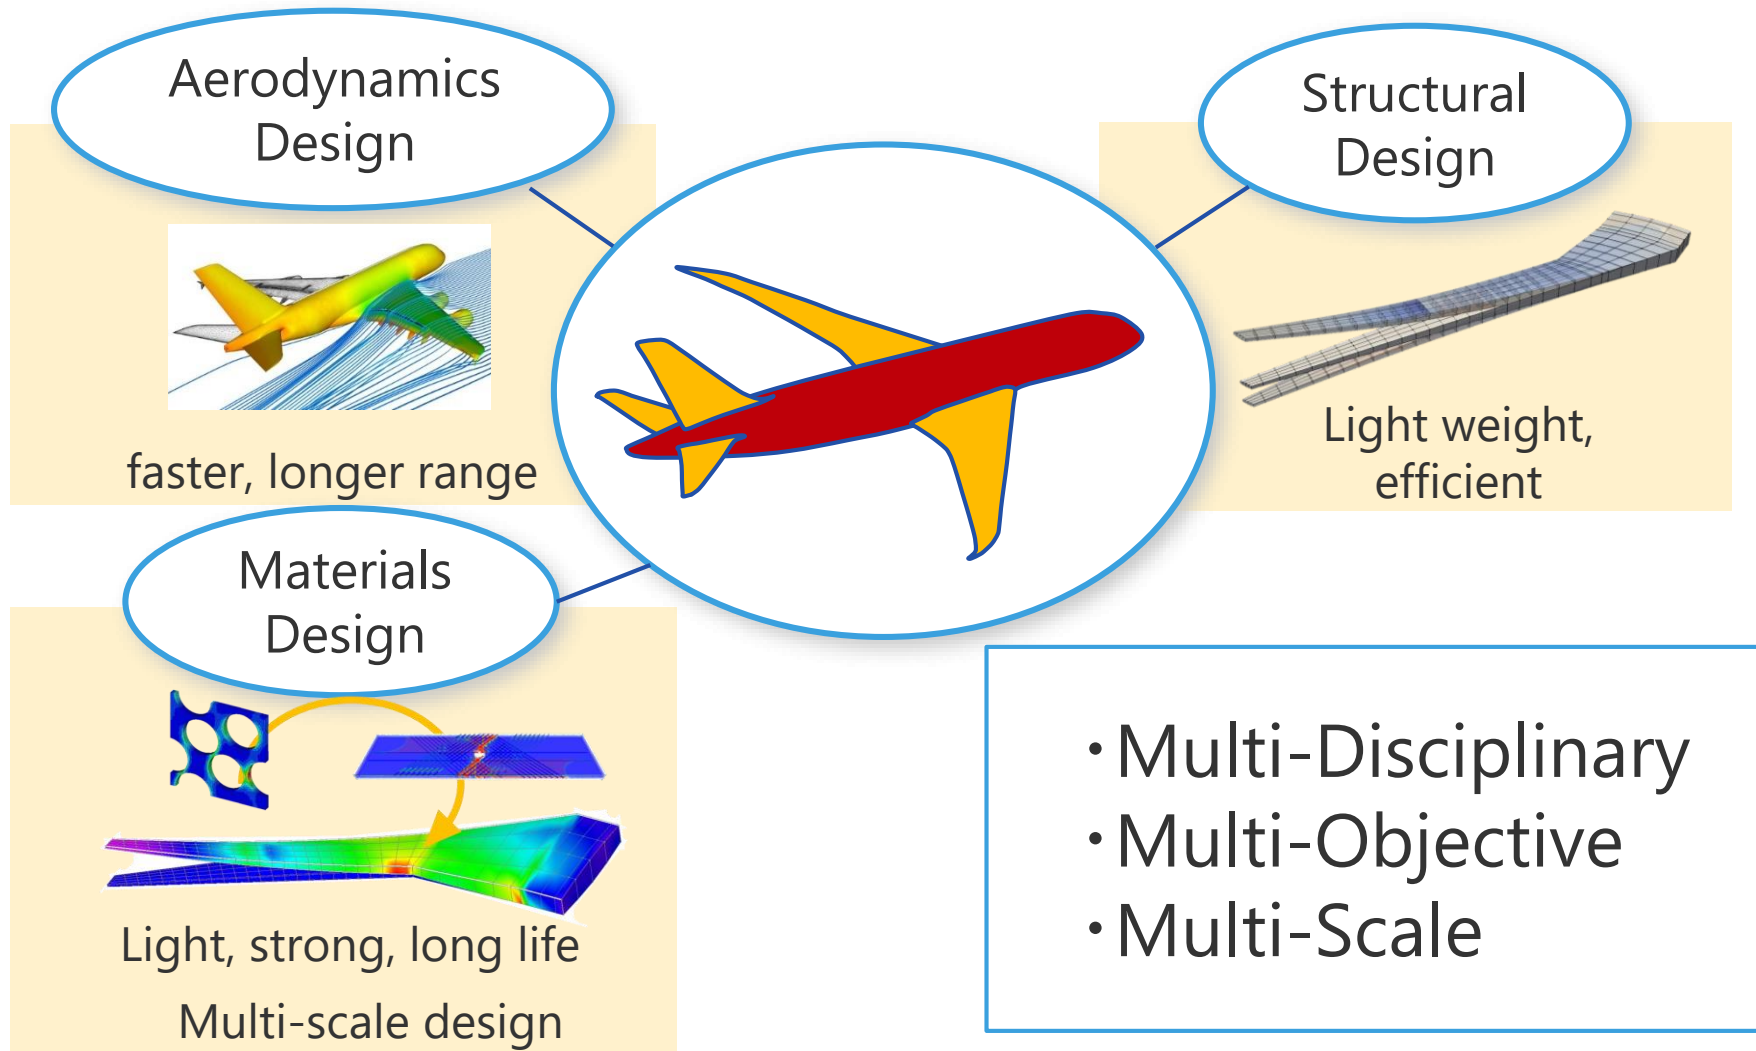 Aerodynamics
Design
faster, longer range
Structural
Design
Light weight,
efficient
Materials
Design
Light, strong, long life
Multi-scale design
・Multi-Disciplinary
・Multi-Objective
・Multi-Scale